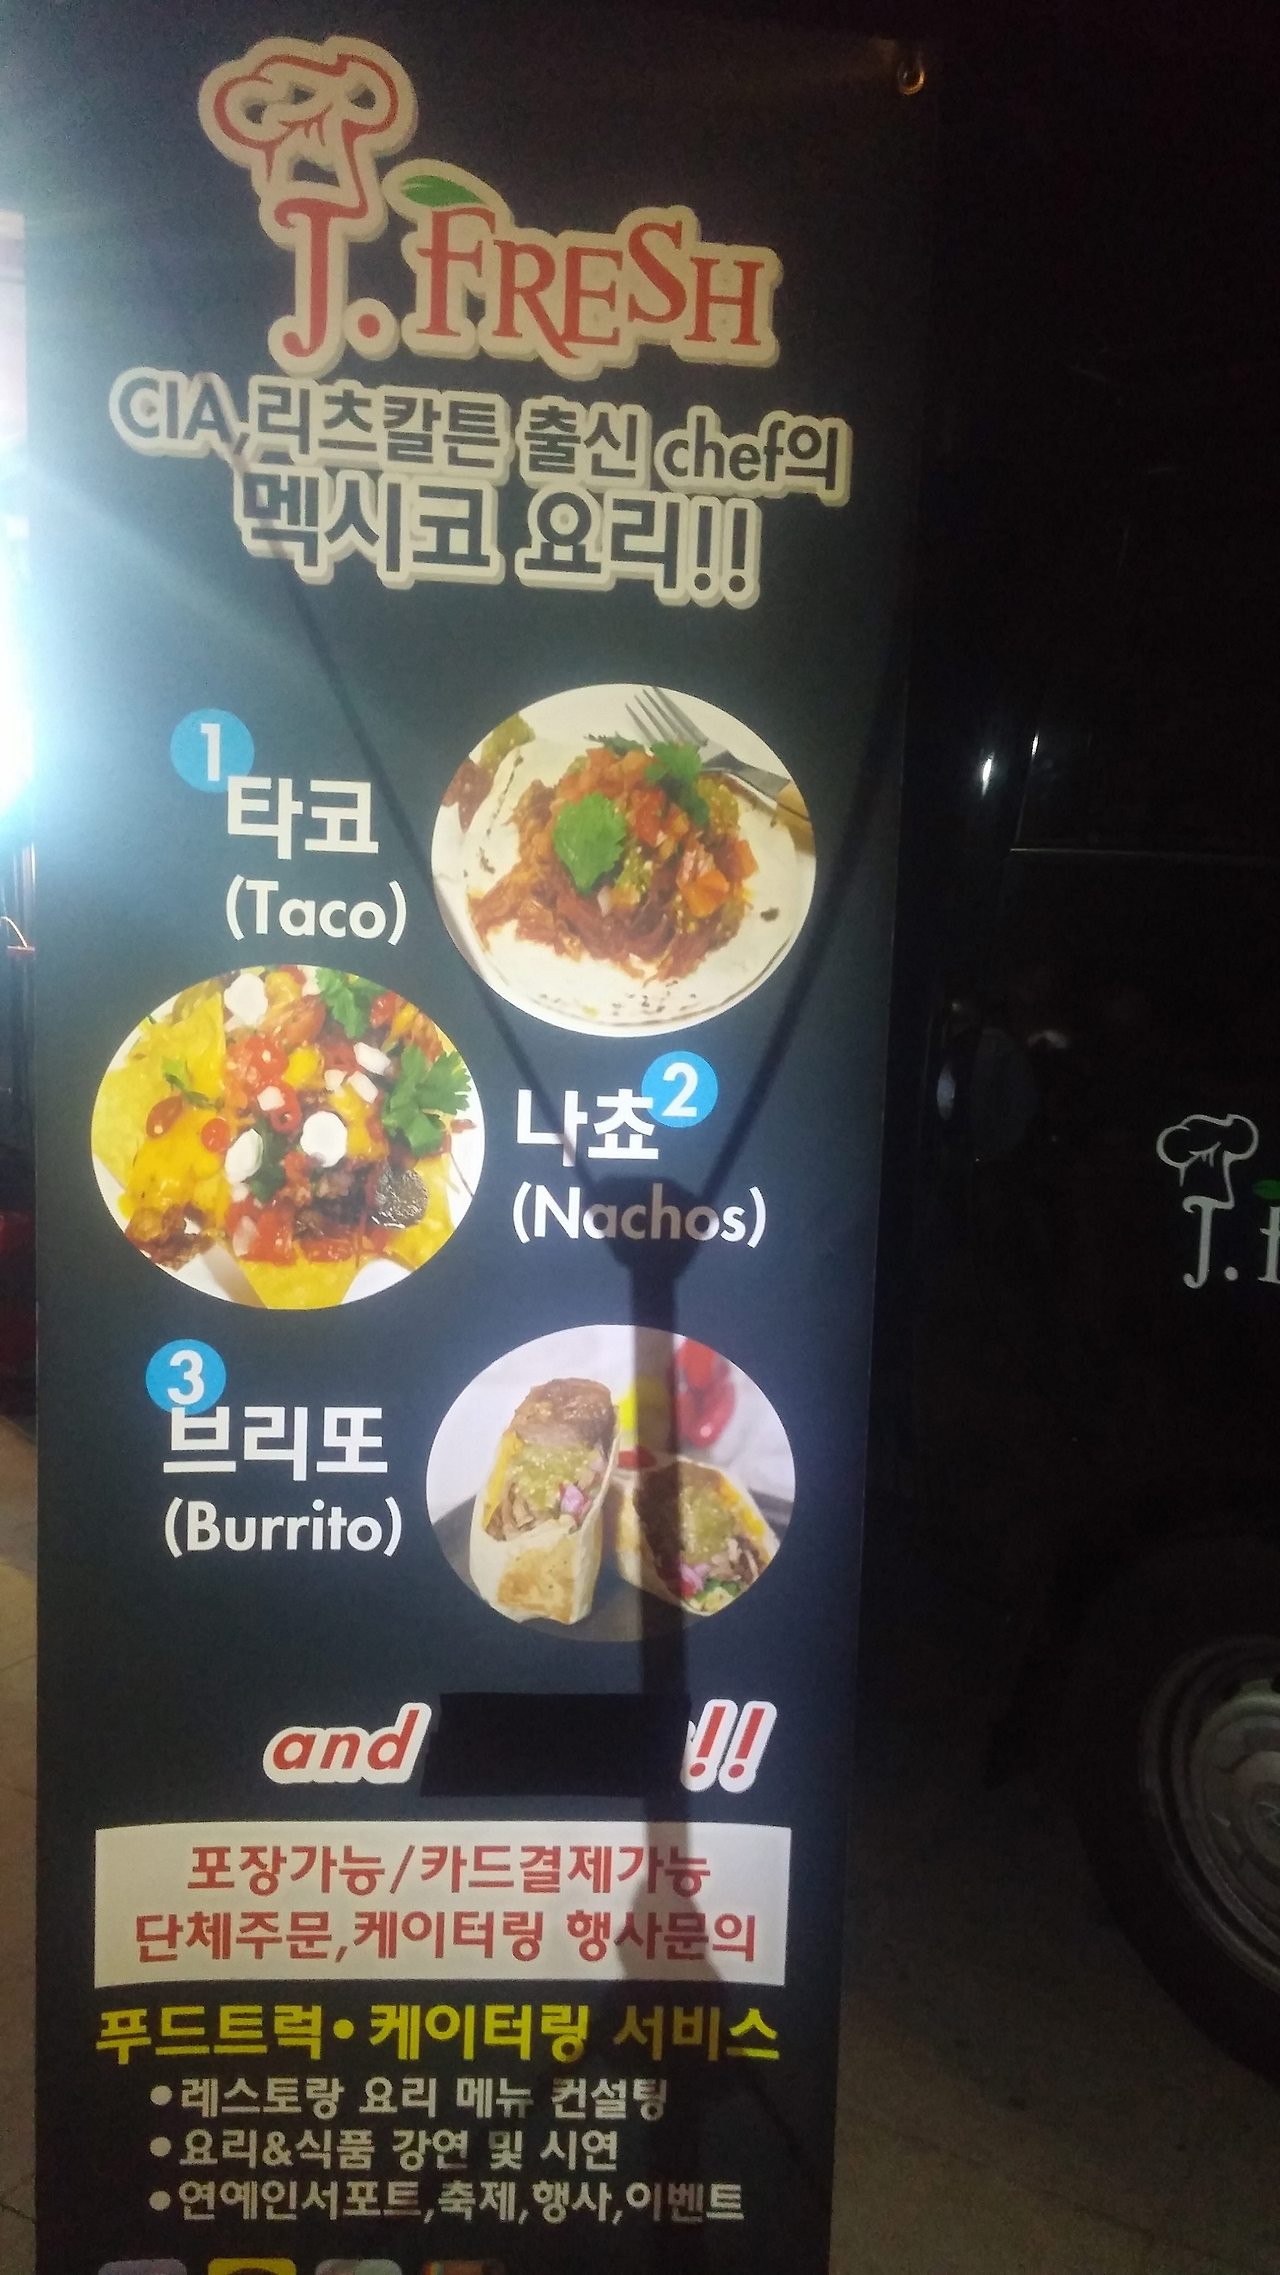 J. FRESH
CIA,리츠칼튼 출신 chef의
멕시코 요리!!
1
타코
(Taco)
2
나쵸
(Nachos)
3
브리또
(Burrito)
and !!
포장가능/카드결제가능
단체주문,케이터링 행사문의
푸드트럭•케이터링 서비스
•레스토랑 요리 메뉴 컨설팅
•요리&식품 강연 및 시연
•연예인서포트,축제,행사,이벤트
J.